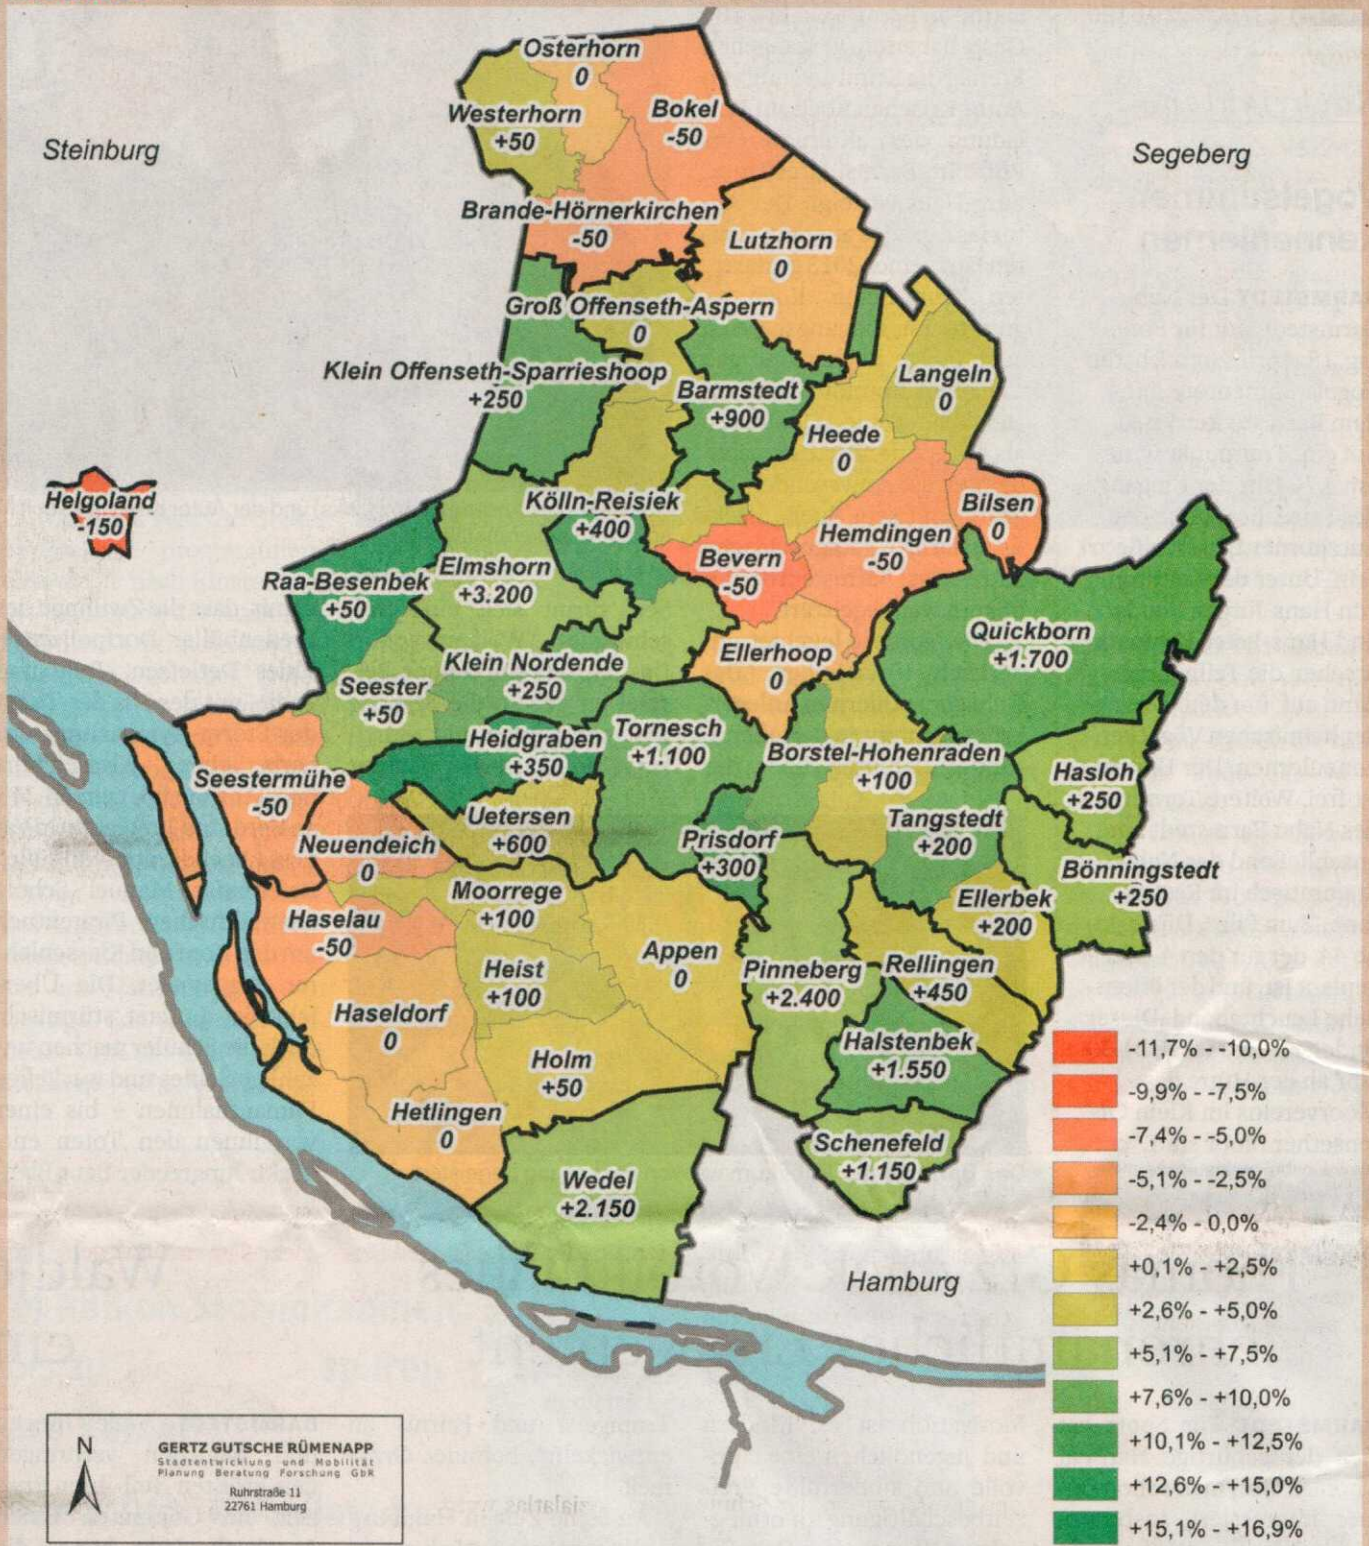 Steinburg
Segeberg
Osterhorn
0
Westerhorn
+50
Bokel
-50
Brande-Hörnerkirchen
-50
Lutzhorn
0
Groß Offenseth-Aspern
0
Klein Offenseth-Sparrieshoop
+250
Barmstedt
+900
Langeln
0
Heede
0
Helgoland
-150
Kölln-Reisiek
+400
Bilsen
0
Hemdingen
-50
Bevern
-50
Elmshorn
+3.200
Raa-Besenbek
+50
Quickborn
+1.700
Ellerhoop
0
Klein Nordende
+250
Seester
+50
Tornesch
+1.100
Heidgraben
+350
Borstel-Hohenraden
+100
Hasloh
+250
Seestermühe
-50
Uetersen
+600
Tangstedt
+200
Prisdorf
+300
Neuendeich
0
Bönningstedt
+250
Moorrege
+100
Ellerbek
+200
Haselau
-50
Appen
0
Heist
+100
Pinneberg
+2.400
Rellingen
+450
Haseldorf
0
Halstenbek
+1.550
Holm
+50
Hetlingen
0
Schenefeld
+1.150
Wedel
+2.150
Hamburg
-11,7% - -10,0%
-9,9% - -7,5%
-7,4% - -5,0%
-5,1% - -2,5%
-2,4% - 0,0%
+0,1% - +2,5%
+2,6% - +5,0%
+5,1% - +7,5%
+7,6% - +10,0%
+10,1% - +12,5%
+12,6% - +15,0%
+15,1% - +16,9%
N
GERTZ GUTSCHE RÜMENAPP
Stadtentwicklung und Mobilität
Planung Beratung Forschung GbR
Ruhrstraße 11
22761 Hamburg